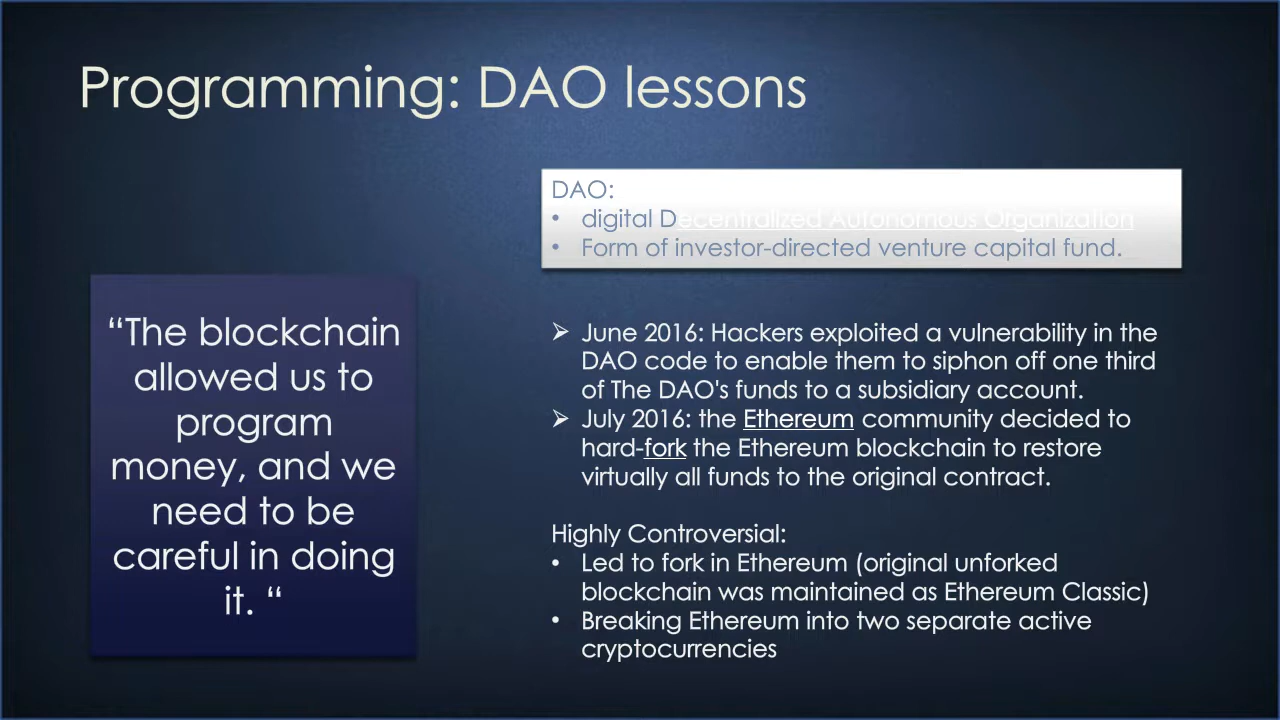 Programming: DAO lessons
DAO:
• digital Decentralized Autonomous Organization
• Form of investor-directed venture capital fund.
“The blockchain
allowed us to
program
money, and we
need to be
careful in doing
it. “
➢ June 2016: Hackers exploited a vulnerability in the
DAO code to enable them to siphon off one third
of The DAO's funds to a subsidiary account.
➢ July 2016: the Ethereum community decided to
hard-fork the Ethereum blockchain to restore
virtually all funds to the original contract.
Highly Controversial:
• Led to fork in Ethereum (original unforked
blockchain was maintained as Ethereum Classic)
• Breaking Ethereum into two separate active
cryptocurrencies